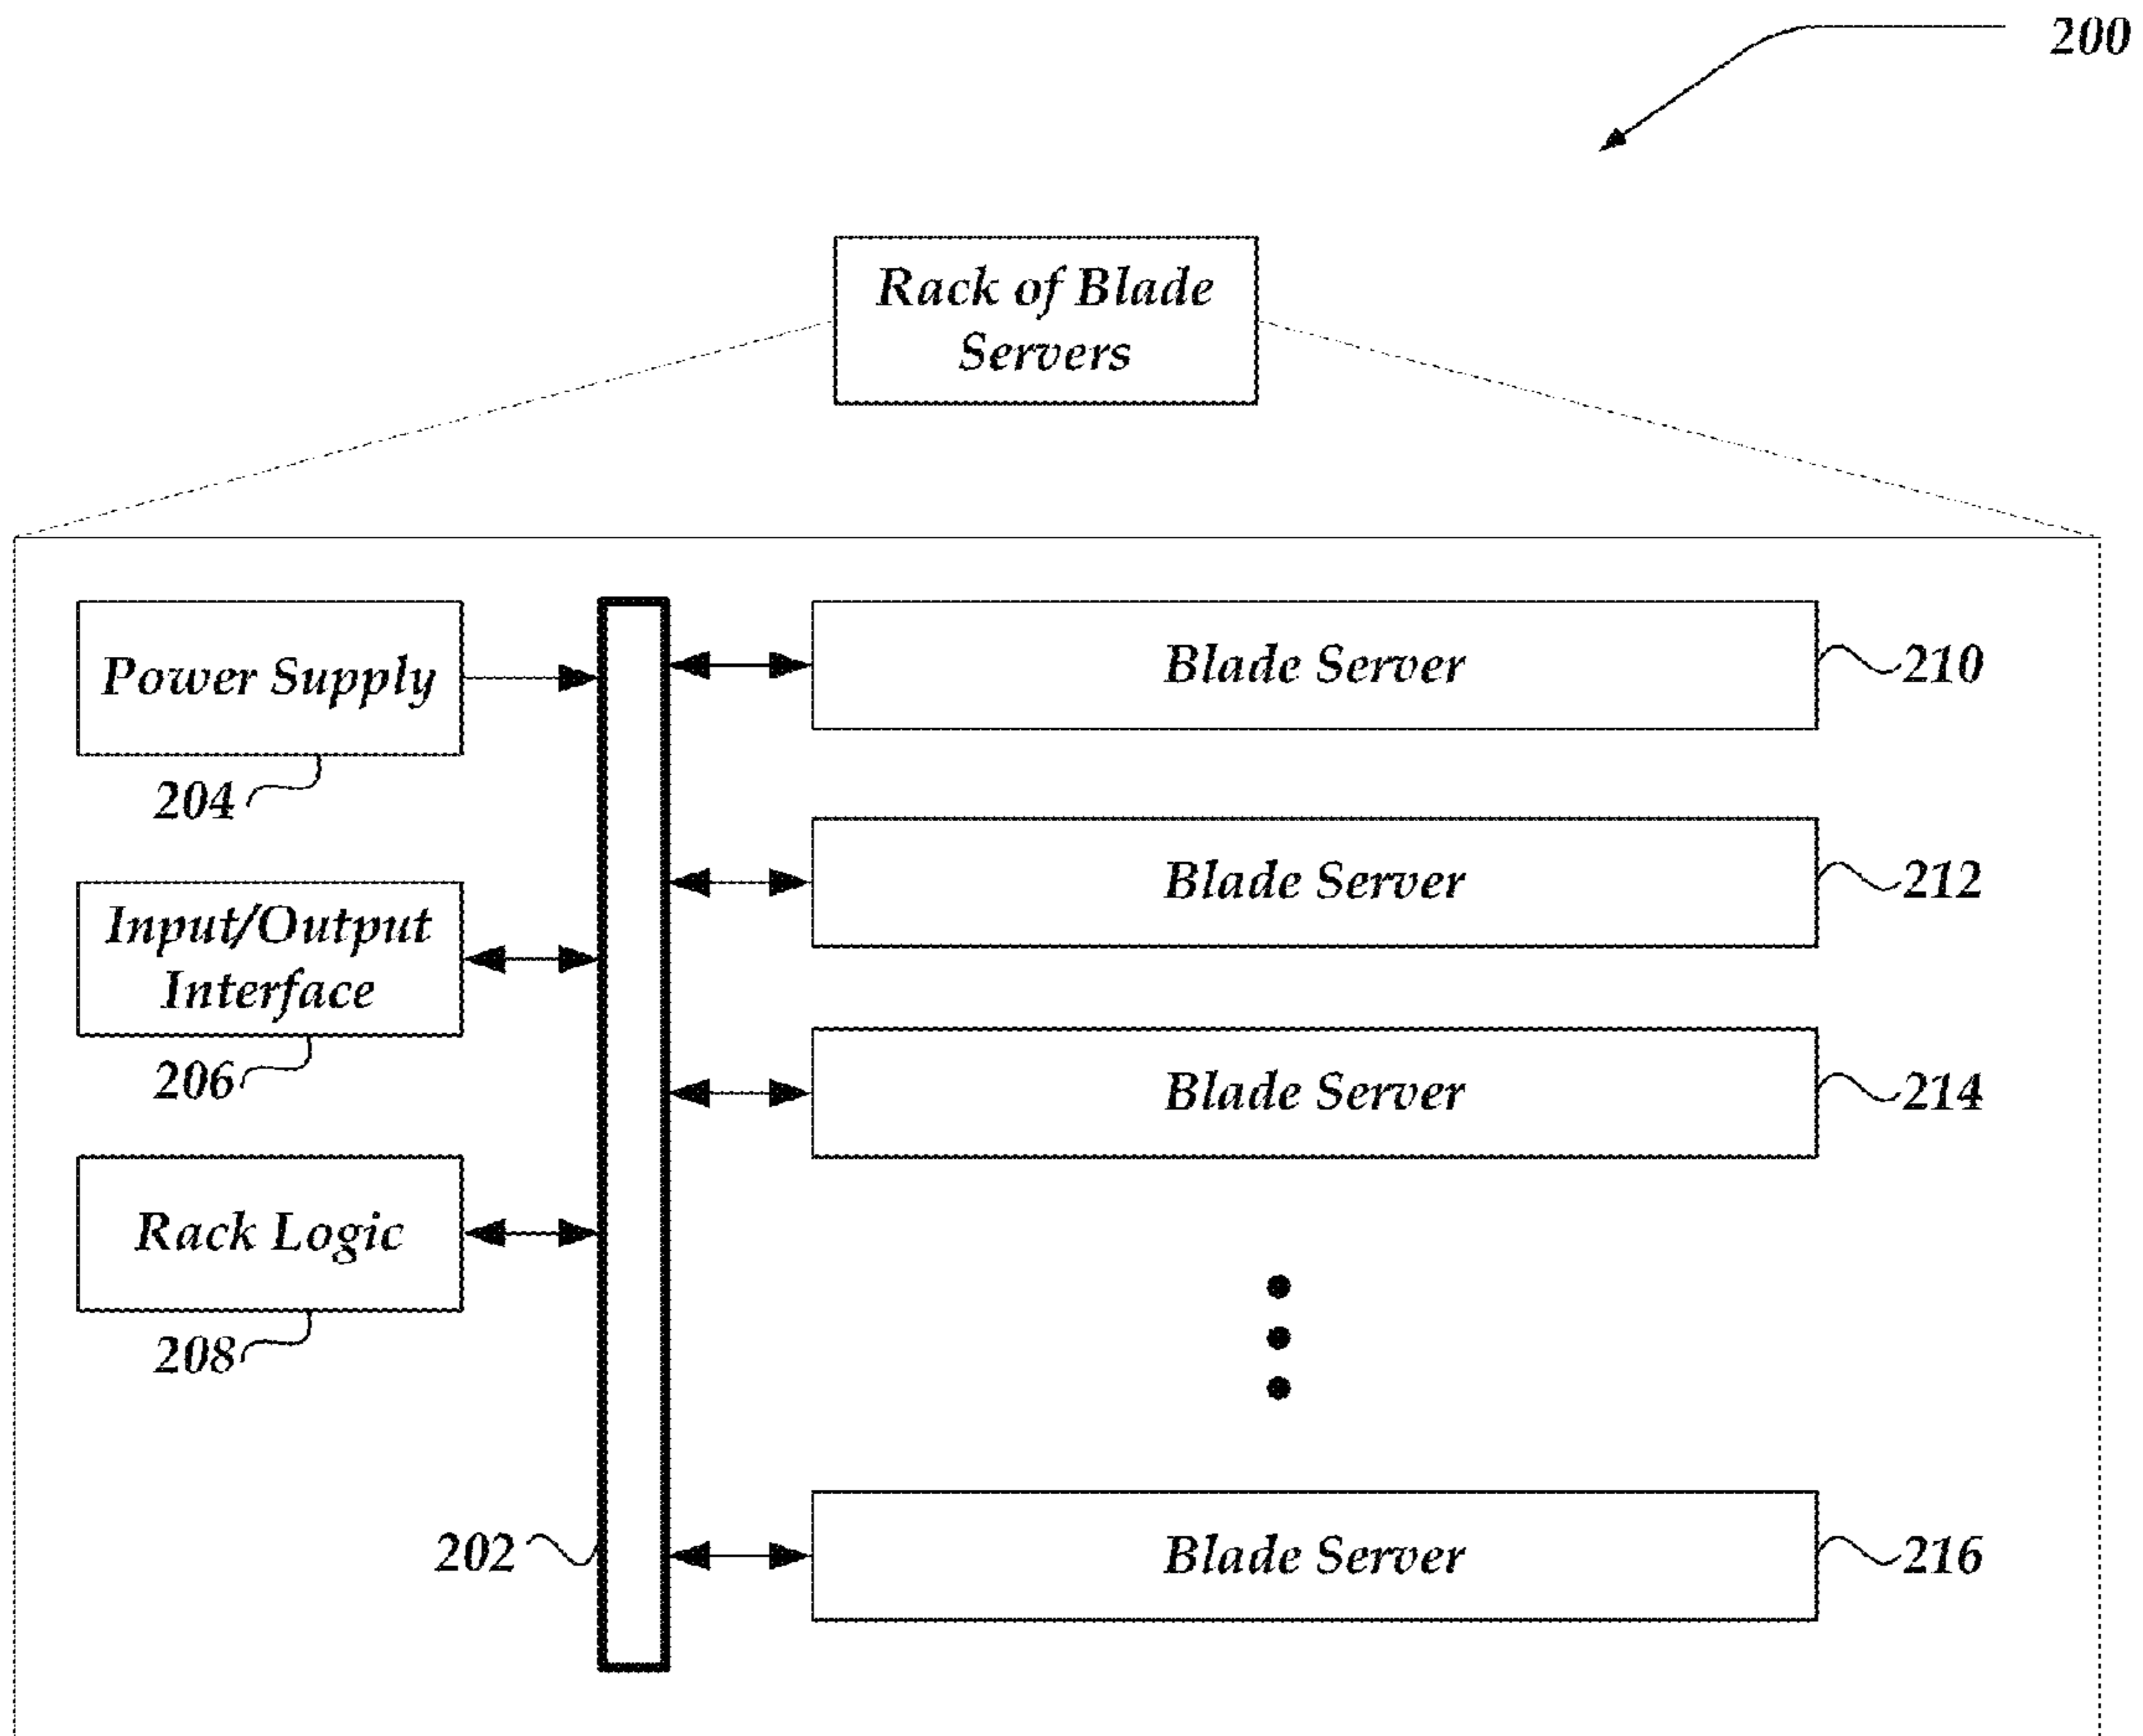 200
Rack of Blade
Servers
Power Supply
204
Input/Output
Interface
206
Rack Logic
208
202
Blade Server
210
Blade Server
212
Blade Server
214
Blade Server
216